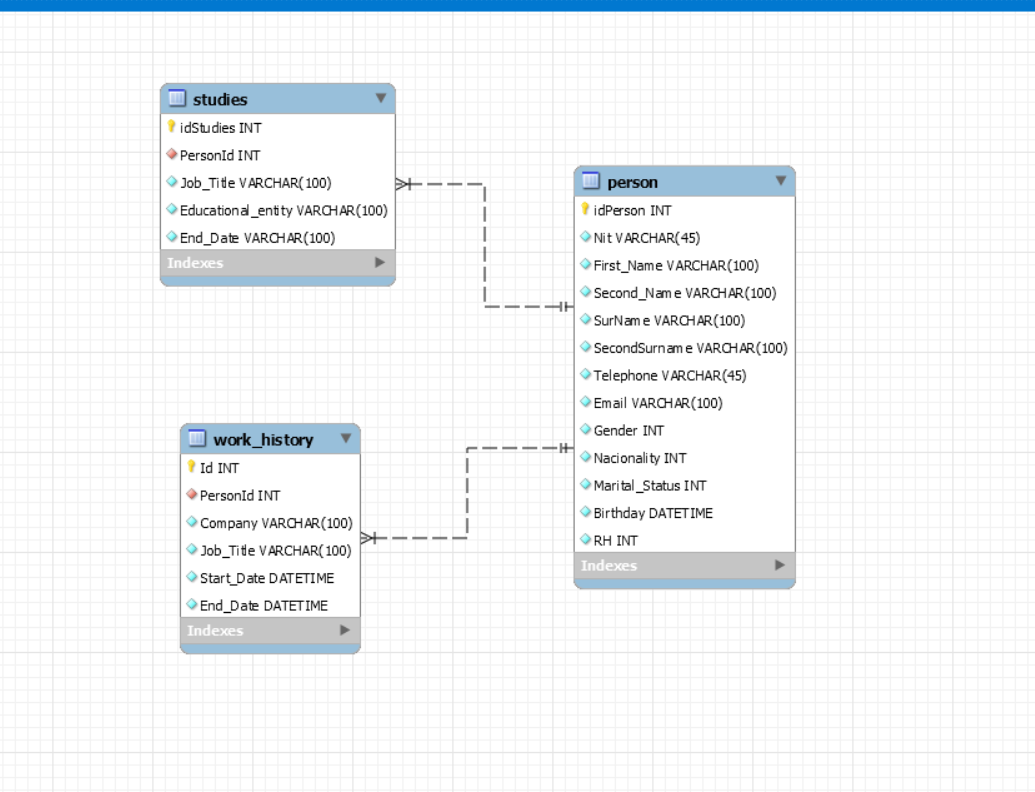 studies
idStudies INT
PersonId INT
Job_Title VARCHAR(100)
Educational_entity VARCHAR(100)
End_Date VARCHAR(100)
Indexes
person
idPerson INT
Nit VARCHAR(45)
First_Name VARCHAR(100)
Second_Name VARCHAR(100)
SurName VARCHAR(100)
SecondSurname VARCHAR(100)
Telephone VARCHAR(45)
Email VARCHAR(100)
Gender INT
Nacionality INT
Marital_Status INT
Birthday DATETIME
RH INT
Indexes
work_history
Id INT
PersonId INT
Company VARCHAR(100)
Job_Title VARCHAR(100)
Start_Date DATETIME
End_Date DATETIME
Indexes